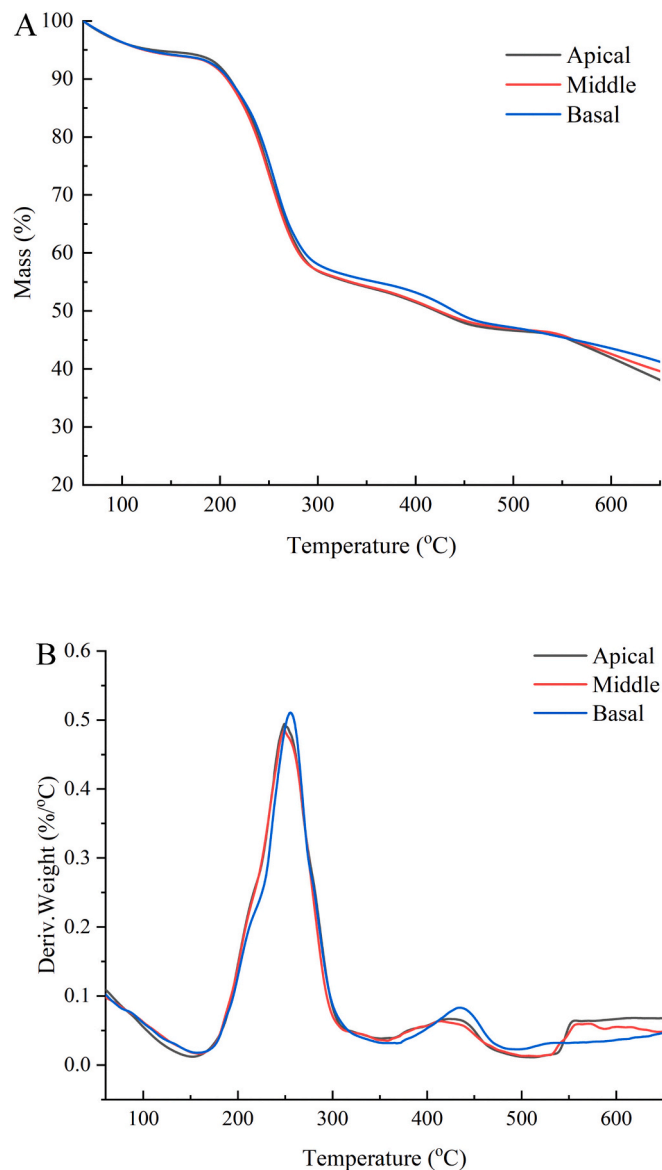 A
100
90
80
70
60
50
40
30
20
Mass (%)
Apical
Middle
Basal
100 200 300 400 500 600
Temperature (°C)
B
0.6
0.5
0.4
0.3
0.2
0.1
0.0
Deriv.Weight (%/°C)
Apical
Middle
Basal
100 200 300 400 500 600
Temperature (°C)